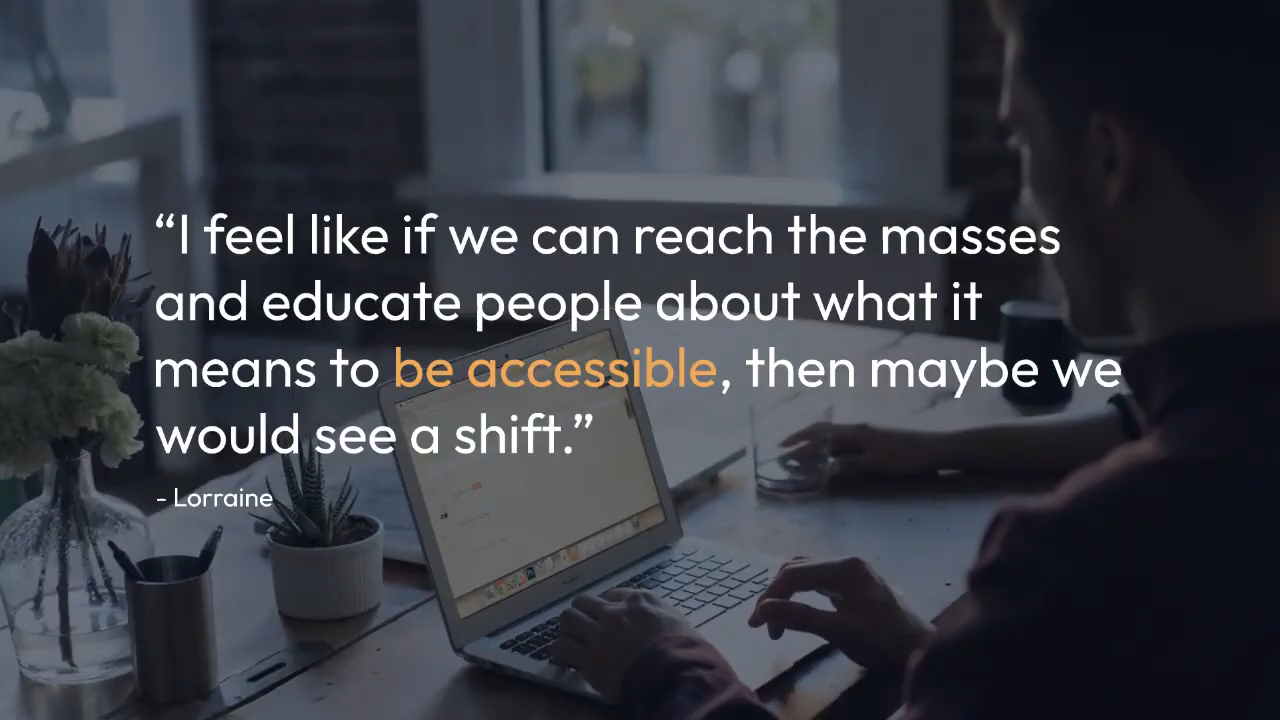 “I feel like if we can reach the masses
and educate people about what it
means to be accessible, then maybe we
would see a shift.”
- Lorraine